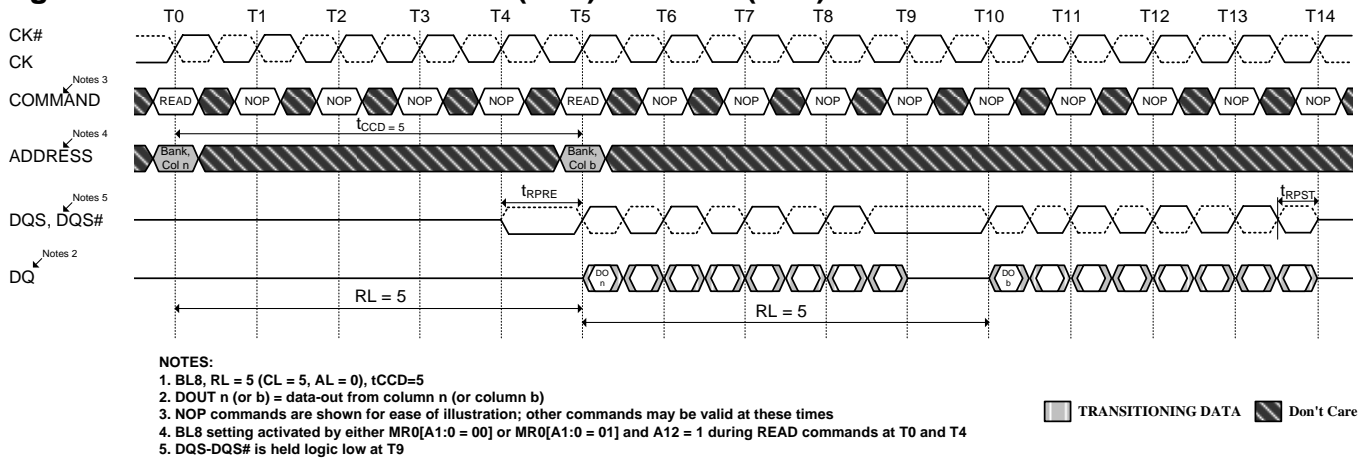 T0 T1 T2 T3 T4 T5 T6 T7 T8 T9 T10 T11 T12 T13 T14
CK#
CK
Notes 3
COMMAND
READ NOP NOP NOP NOP READ NOP NOP NOP NOP NOP NOP NOP NOP NOP
tCCD = 5
Notes 4
ADDRESS
Bank, Col n
Bank, Col b
tRPRE
tRPST
Notes 5
DQS, DQS#
Notes 2
DQ
DO n
DO b
RL = 5
RL = 5
NOTES:
1. BL8, RL = 5 (CL = 5, AL = 0), tCCD=5
2. DOUT n (or b) = data-out from column n (or column b)
3. NOP commands are shown for ease of illustration; other commands may be valid at these times
4. BL8 setting activated by either MR0[A1:0 = 00] or MR0[A1:0 = 01] and A12 = 1 during READ commands at T0 and T4
5. DQS-DQS# is held logic low at T9
TRANSITIONING DATA
Don't Care